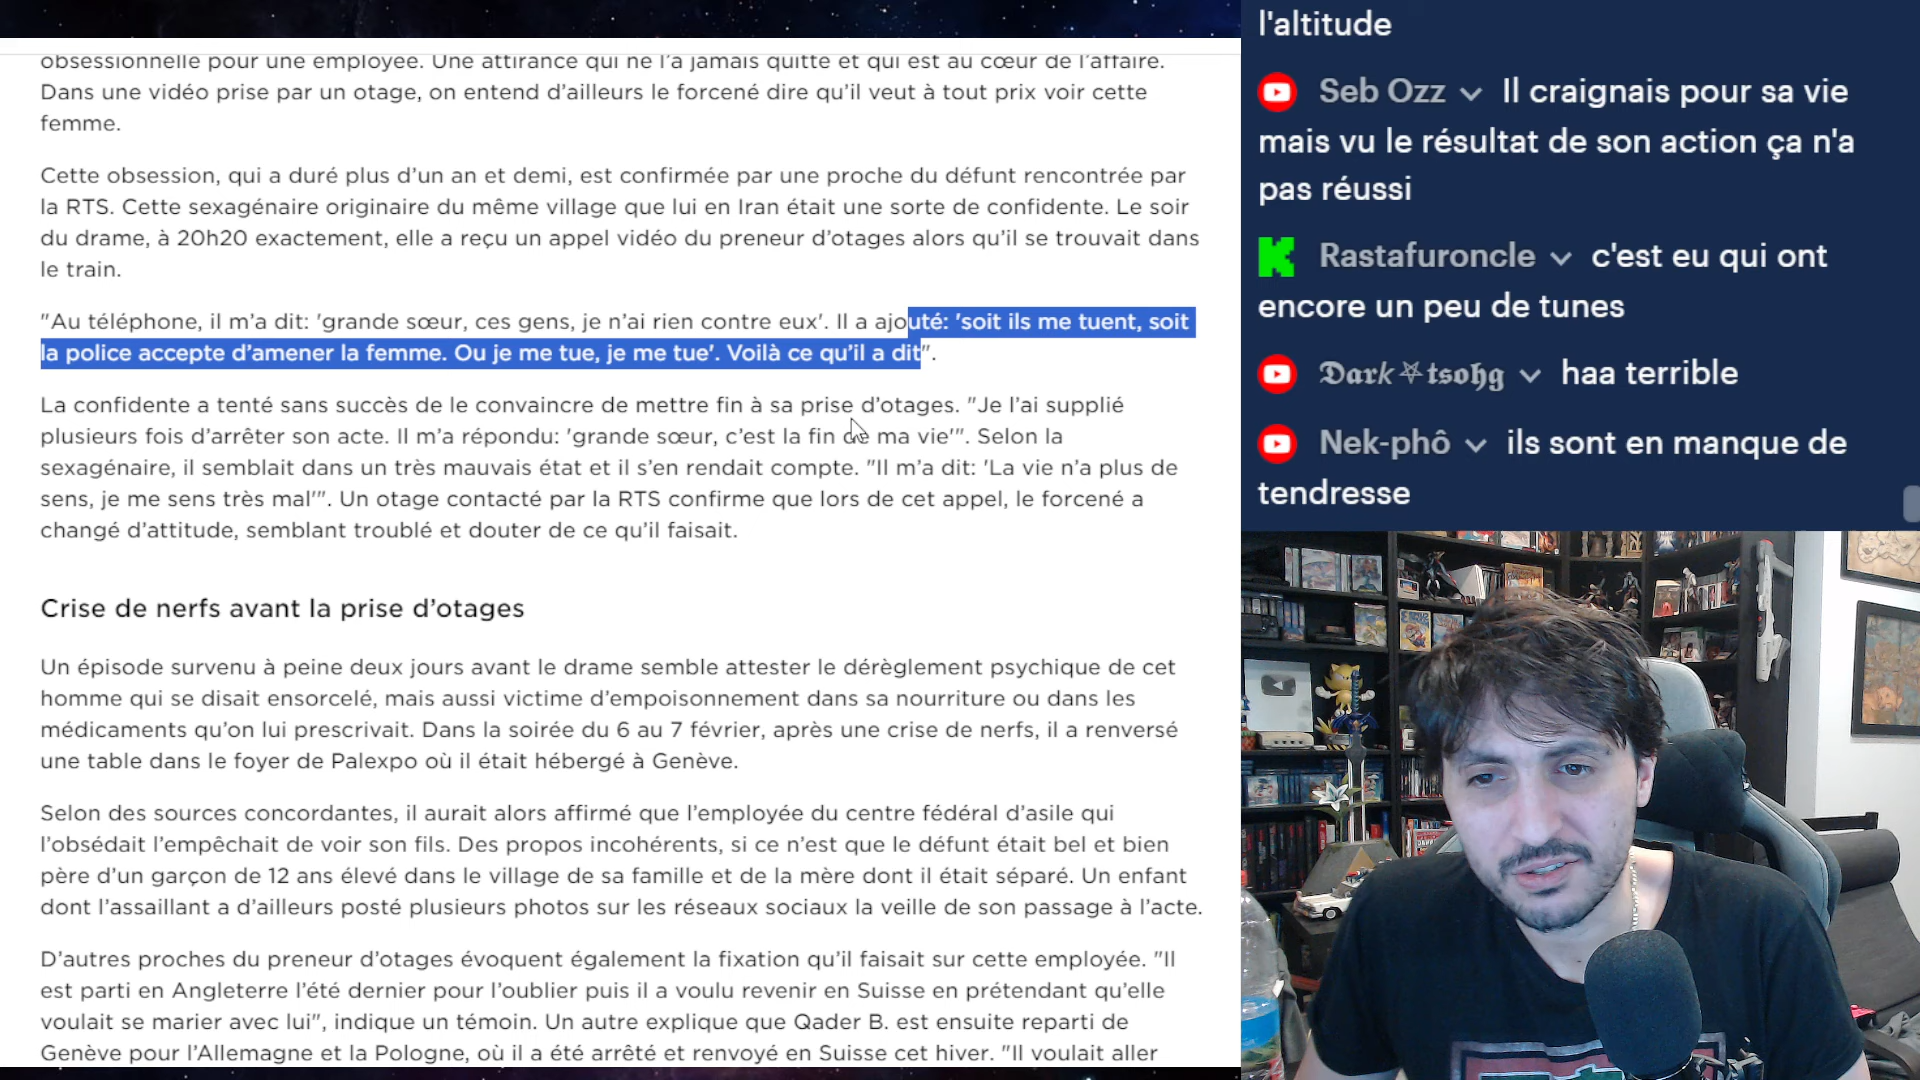 obsessionnelle pour une employée. Une attirance qui ne l'a jamais quitté et qui est au cœur de l'affaire.
Dans une vidéo prise par un otage, on entend d'ailleurs le forcené dire qu'il veut à tout prix voir cette
femme.
Cette obsession, qui a duré plus d'un an et demi, est confirmée par une proche du défunt rencontrée par
la RTS. Cette sexagénaire originaire du même village que lui en Iran était une sorte de confidente. Le soir
du drame, à 20h20 exactement, elle a reçu un appel vidéo du preneur d'otages alors qu'il se trouvait dans
le train.
"Au téléphone, il m'a dit: 'grande sœur, ces gens, je n'ai rien contre eux'. Il a ajouté: 'soit ils me tuent, soit
la police accepte d'amener la femme. Ou je me tue, je me tue'. Voilà ce qu'il a dit".
La confidente a tenté sans succès de le convaincre de mettre fin à sa prise d'otages. "Je l'ai supplié
plusieurs fois d'arrêter son acte. Il m'a répondu: 'grande sœur, c'est la fin de ma vie'". Selon la
sexagénaire, il semblait dans un très mauvais état et il s'en rendait compte. "Il m'a dit: 'La vie n'a plus de
sens, je me sens très mal'". Un otage contacté par la RTS confirme que lors de cet appel, le forcené a
changé d'attitude, semblant troublé et douter de ce qu'il faisait.
Crise de nerfs avant la prise d'otages
Un épisode survenu à peine deux jours avant le drame semble attester le dérèglement psychique de cet
homme qui se disait ensorcelé, mais aussi victime d'empoisonnement dans sa nourriture ou dans les
médicaments qu'on lui prescrivait. Dans la soirée du 6 au 7 février, après une crise de nerfs, il a renversé
une table dans le foyer de Palexpo où il était hébergé à Genève.
Selon des sources concordantes, il aurait alors affirmé que l'employée du centre fédéral d'asile qui
l'obsédait l'empêchait de voir son fils. Des propos incohérents, si ce n'est que le défunt était bel et bien
père d'un garçon de 12 ans élevé dans le village de sa famille et de la mère dont il était séparé. Un enfant
dont l'assaillant a d'ailleurs posté plusieurs photos sur les réseaux sociaux la veille de son passage à l'acte.
D'autres proches du preneur d'otages évoquent également la fixation qu'il faisait sur cette employée. "Il
est parti en Angleterre l'été dernier pour l'oublier puis il a voulu revenir en Suisse en prétendant qu'elle
voulait se marier avec lui", indique un témoin. Un autre explique que Qader B. est ensuite reparti de
Genève pour l'Allemagne et la Pologne, où il a été arrêté et renvoyé en Suisse cet hiver. "Il voulait aller
l'altitude
Seb Ozz Il craignais pour sa vie
mais vu le résultat de son action ça n'a
pas réussi
Rastafuroncle c'est eu qui ont
encore un peu de tunes
𝕯𝖆𝖗𝖐⛧𝖙𝖘𝖔𝖍𝖌 haa terrible
Nek-phô ils sont en manque de
tendresse